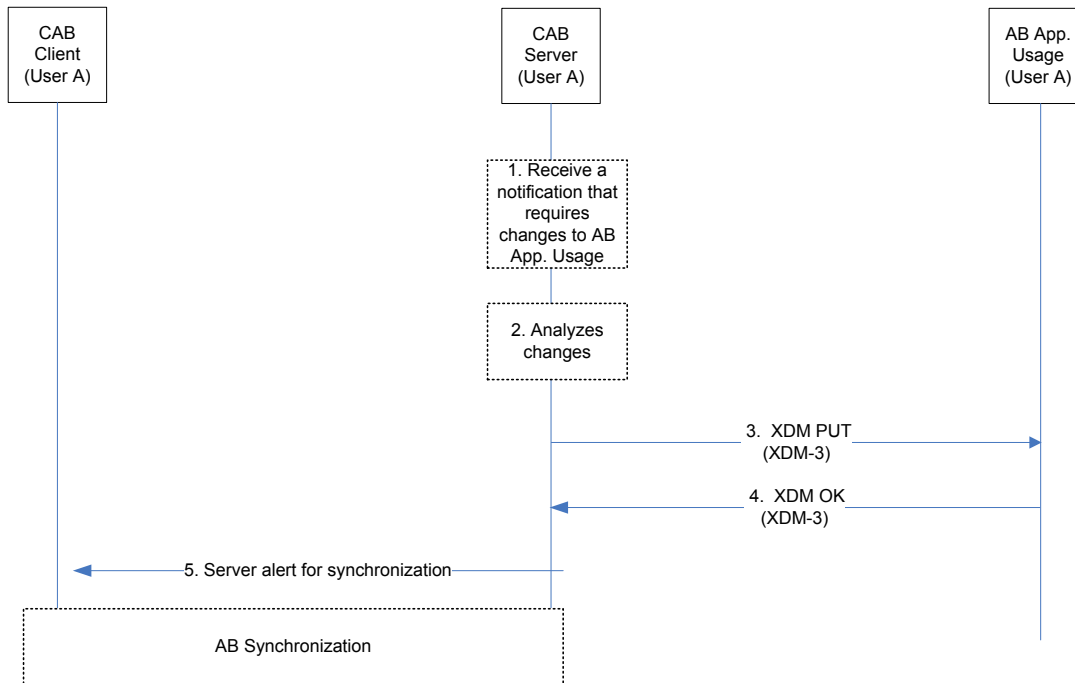 CAB
Client
(User A)
CAB
Server
(User A)
AB App.
Usage
(User A)
1. Receive a
notification that
requires
changes to AB
App. Usage
2. Analyzes
changes
3.  XDM PUT
(XDM-3)
4.  XDM OK
(XDM-3)
5. Server alert for synchronization
AB Synchronization